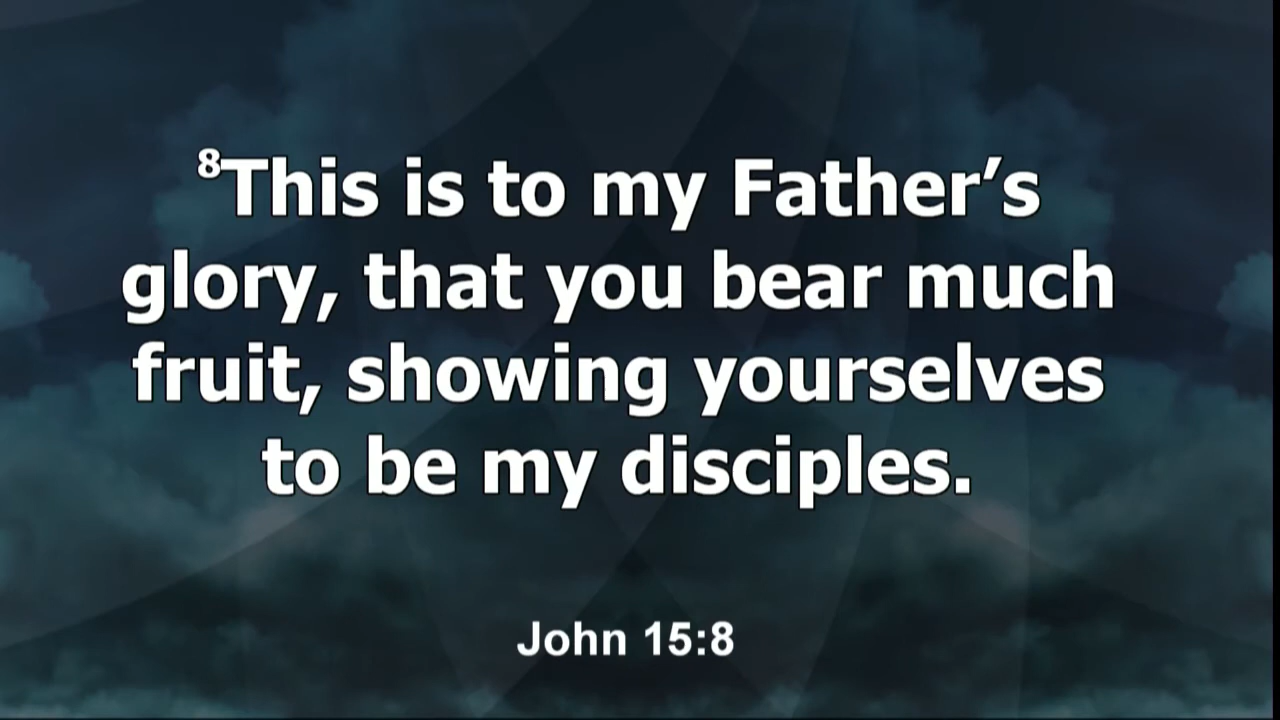 ⁸This is to my Father’s
glory, that you bear much
fruit, showing yourselves
to be my disciples.
John 15:8